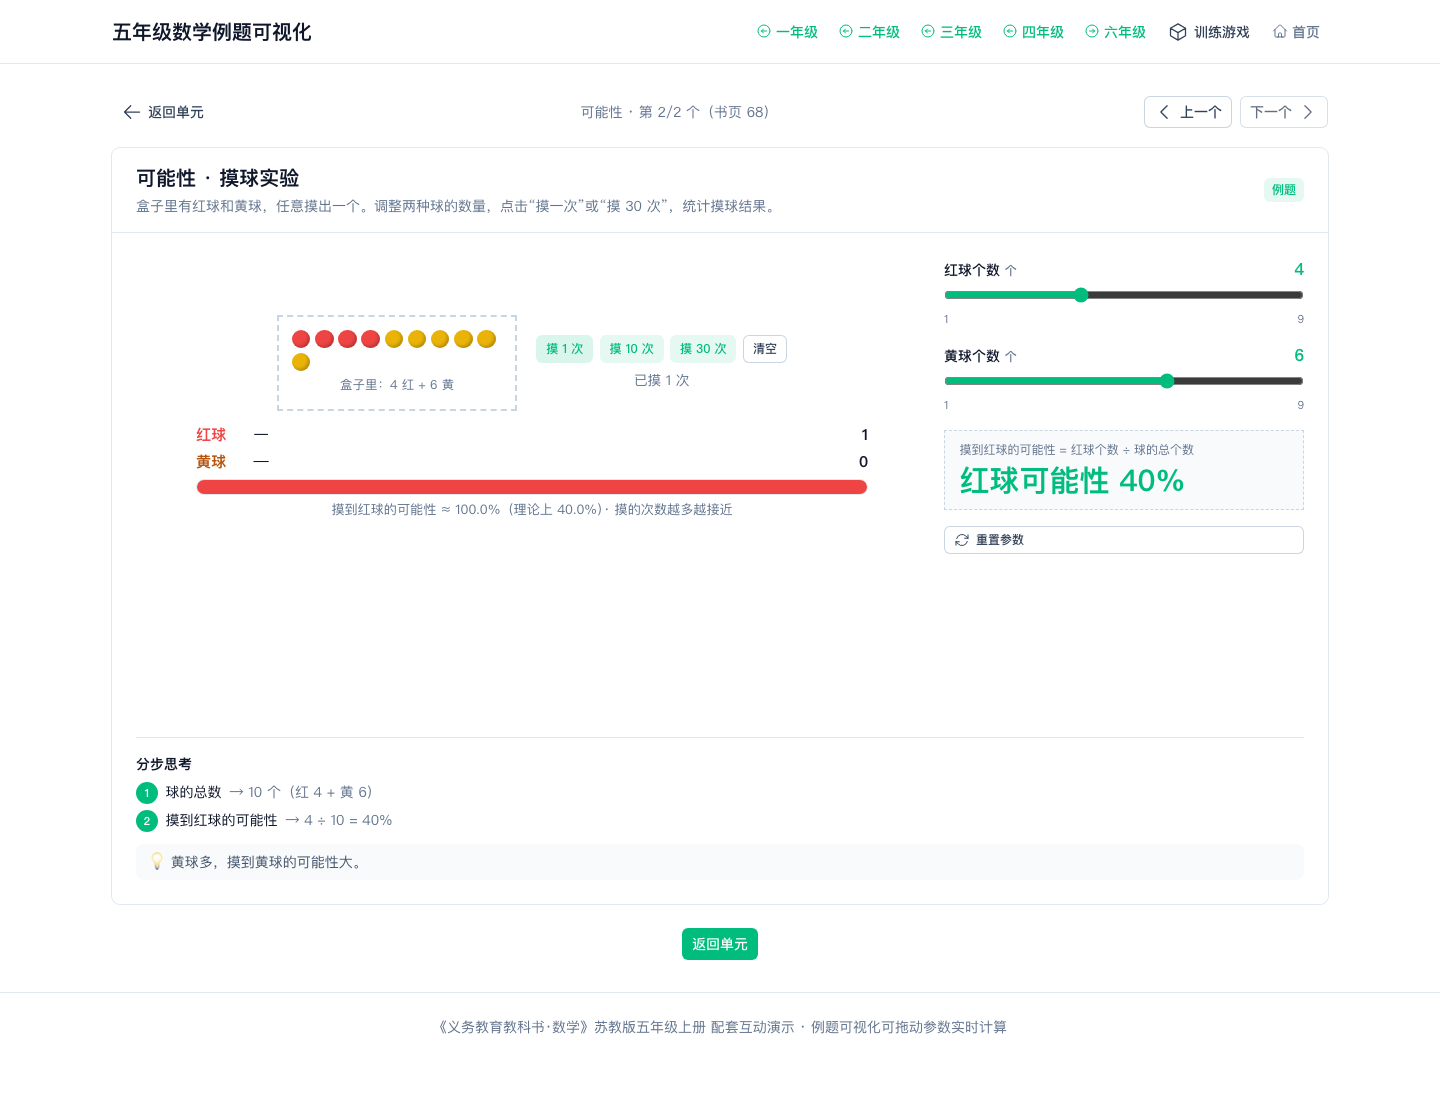 五年级数学例题可视化
一年级 二年级 三年级 四年级 六年级 训练游戏 首页
返回单元
可能性 · 第 2/2 个（书页 68）
上一个 下一个
可能性 · 摸球实验
盒子里有红球和黄球，任意摸出一个。调整两种球的数量，点击“摸一次”或“摸 30 次”，统计摸球结果。
例题
盒子里：4 红 + 6 黄
摸 1 次 摸 10 次 摸 30 次 清空
已摸 1 次
红球 — 1
黄球 — 0
摸到红球的可能性 ≈ 100.0%（理论上 40.0%）· 摸的次数越多越接近
红球个数 个 4
1 9
黄球个数 个 6
1 9
摸到红球的可能性 = 红球个数 ÷ 球的总个数
红球可能性 40%
重置参数
分步思考
1 球的总数 → 10 个（红 4 + 黄 6）
2 摸到红球的可能性 → 4 ÷ 10 = 40%
💡 黄球多，摸到黄球的可能性大。
返回单元
《义务教育教科书·数学》苏教版五年级上册 配套互动演示 · 例题可视化可拖动参数实时计算